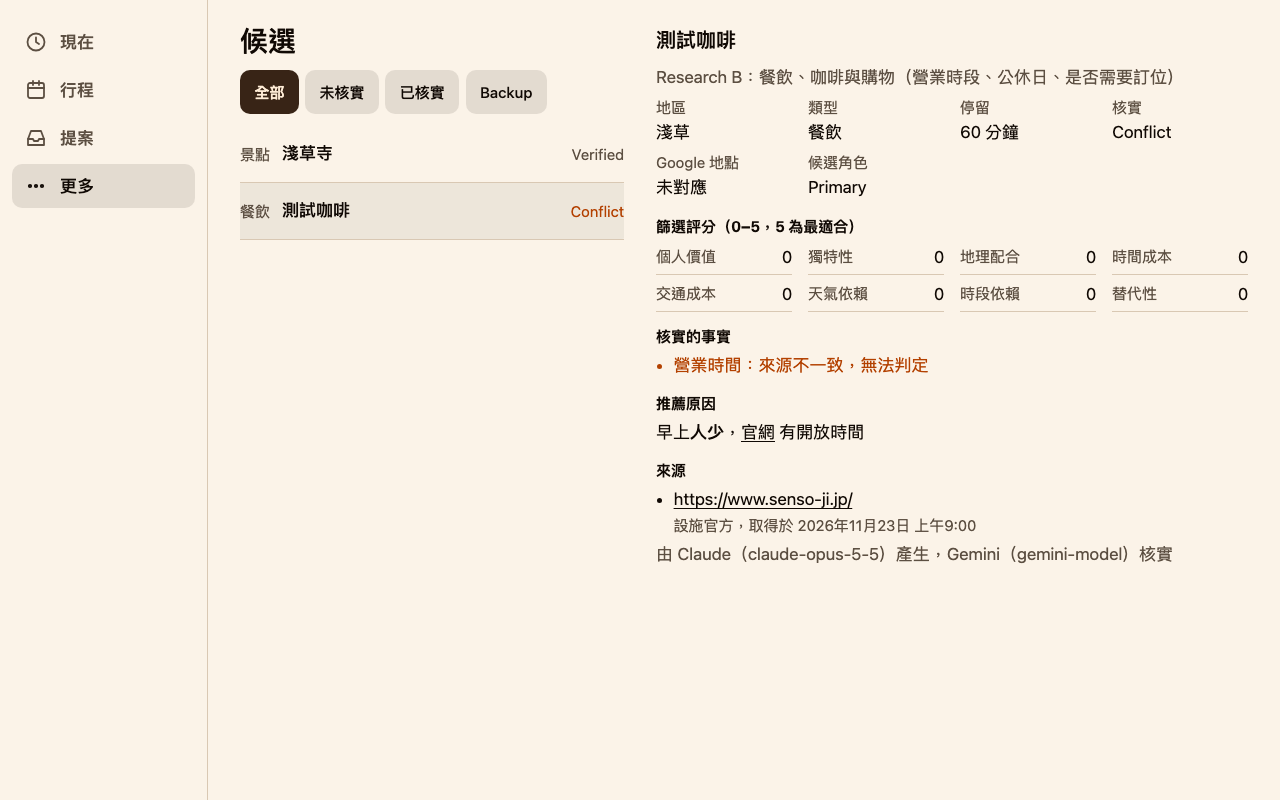 現在
行程
提案
更多
候選
全部 未核實 已核實 Backup
景點 淺草寺 Verified
餐飲 測試咖啡 Conflict
測試咖啡
Research B：餐飲、咖啡與購物（營業時段、公休日、是否需要訂位）
地區 類型 停留 核實
淺草 餐飲 60 分鐘 Conflict
Google 地點 候選角色
未對應 Primary
篩選評分（0–5，5 為最適合）
個人價值 0 獨特性 0 地理配合 0 時間成本 0
交通成本 0 天氣依賴 0 時段依賴 0 替代性 0
核實的事實
• 營業時間：來源不一致，無法判定
推薦原因
早上人少，官網 有開放時間
來源
• https://www.senso-ji.jp/
設施官方，取得於 2026年11月23日 上午9:00
由 Claude（claude-opus-5-5）產生，Gemini（gemini-model）核實